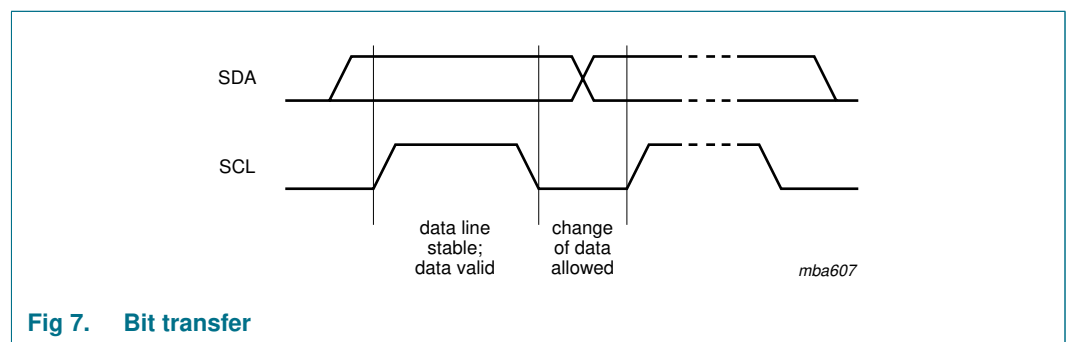 SDA
SCL
data line
stable;
data valid
change
of data
allowed
mba607
Fig 7. Bit transfer